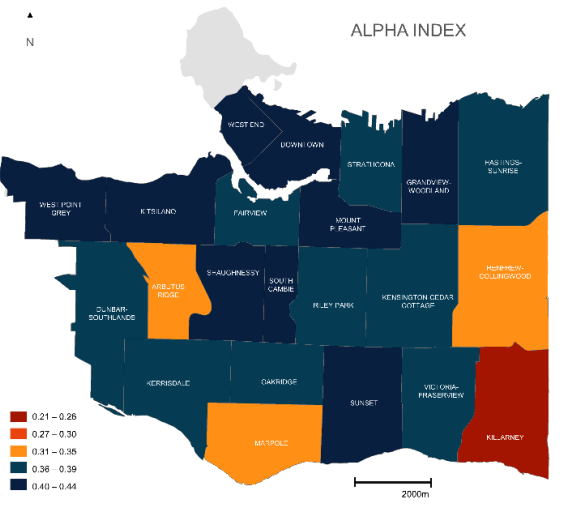 ▲
N
ALPHA INDEX
WEST END
DOWNTOWN
STRATHCONA
GRANDVIEW-
WOODLAND
HASTINGS-
SUNRISE
WEST POINT
GREY
KITSILANO
FAIRVIEW
MOUNT
PLEASANT
ARBUTUS
RIDGE
SHAUGHNESSY
SOUTH
CAMBIE
RILEY PARK
KENSINGTON-CEDAR
COTTAGE
RENFREW-
COLLINGWOOD
DUNBAR-
SOUTHLANDS
KERRISDALE
OAKRIDGE
SUNSET
VICTORIA-
FRASERVIEW
MARPOLE
KILLARNEY
0.21 – 0.26
0.27 – 0.30
0.31 – 0.35
0.36 – 0.39
0.40 – 0.44
2000m